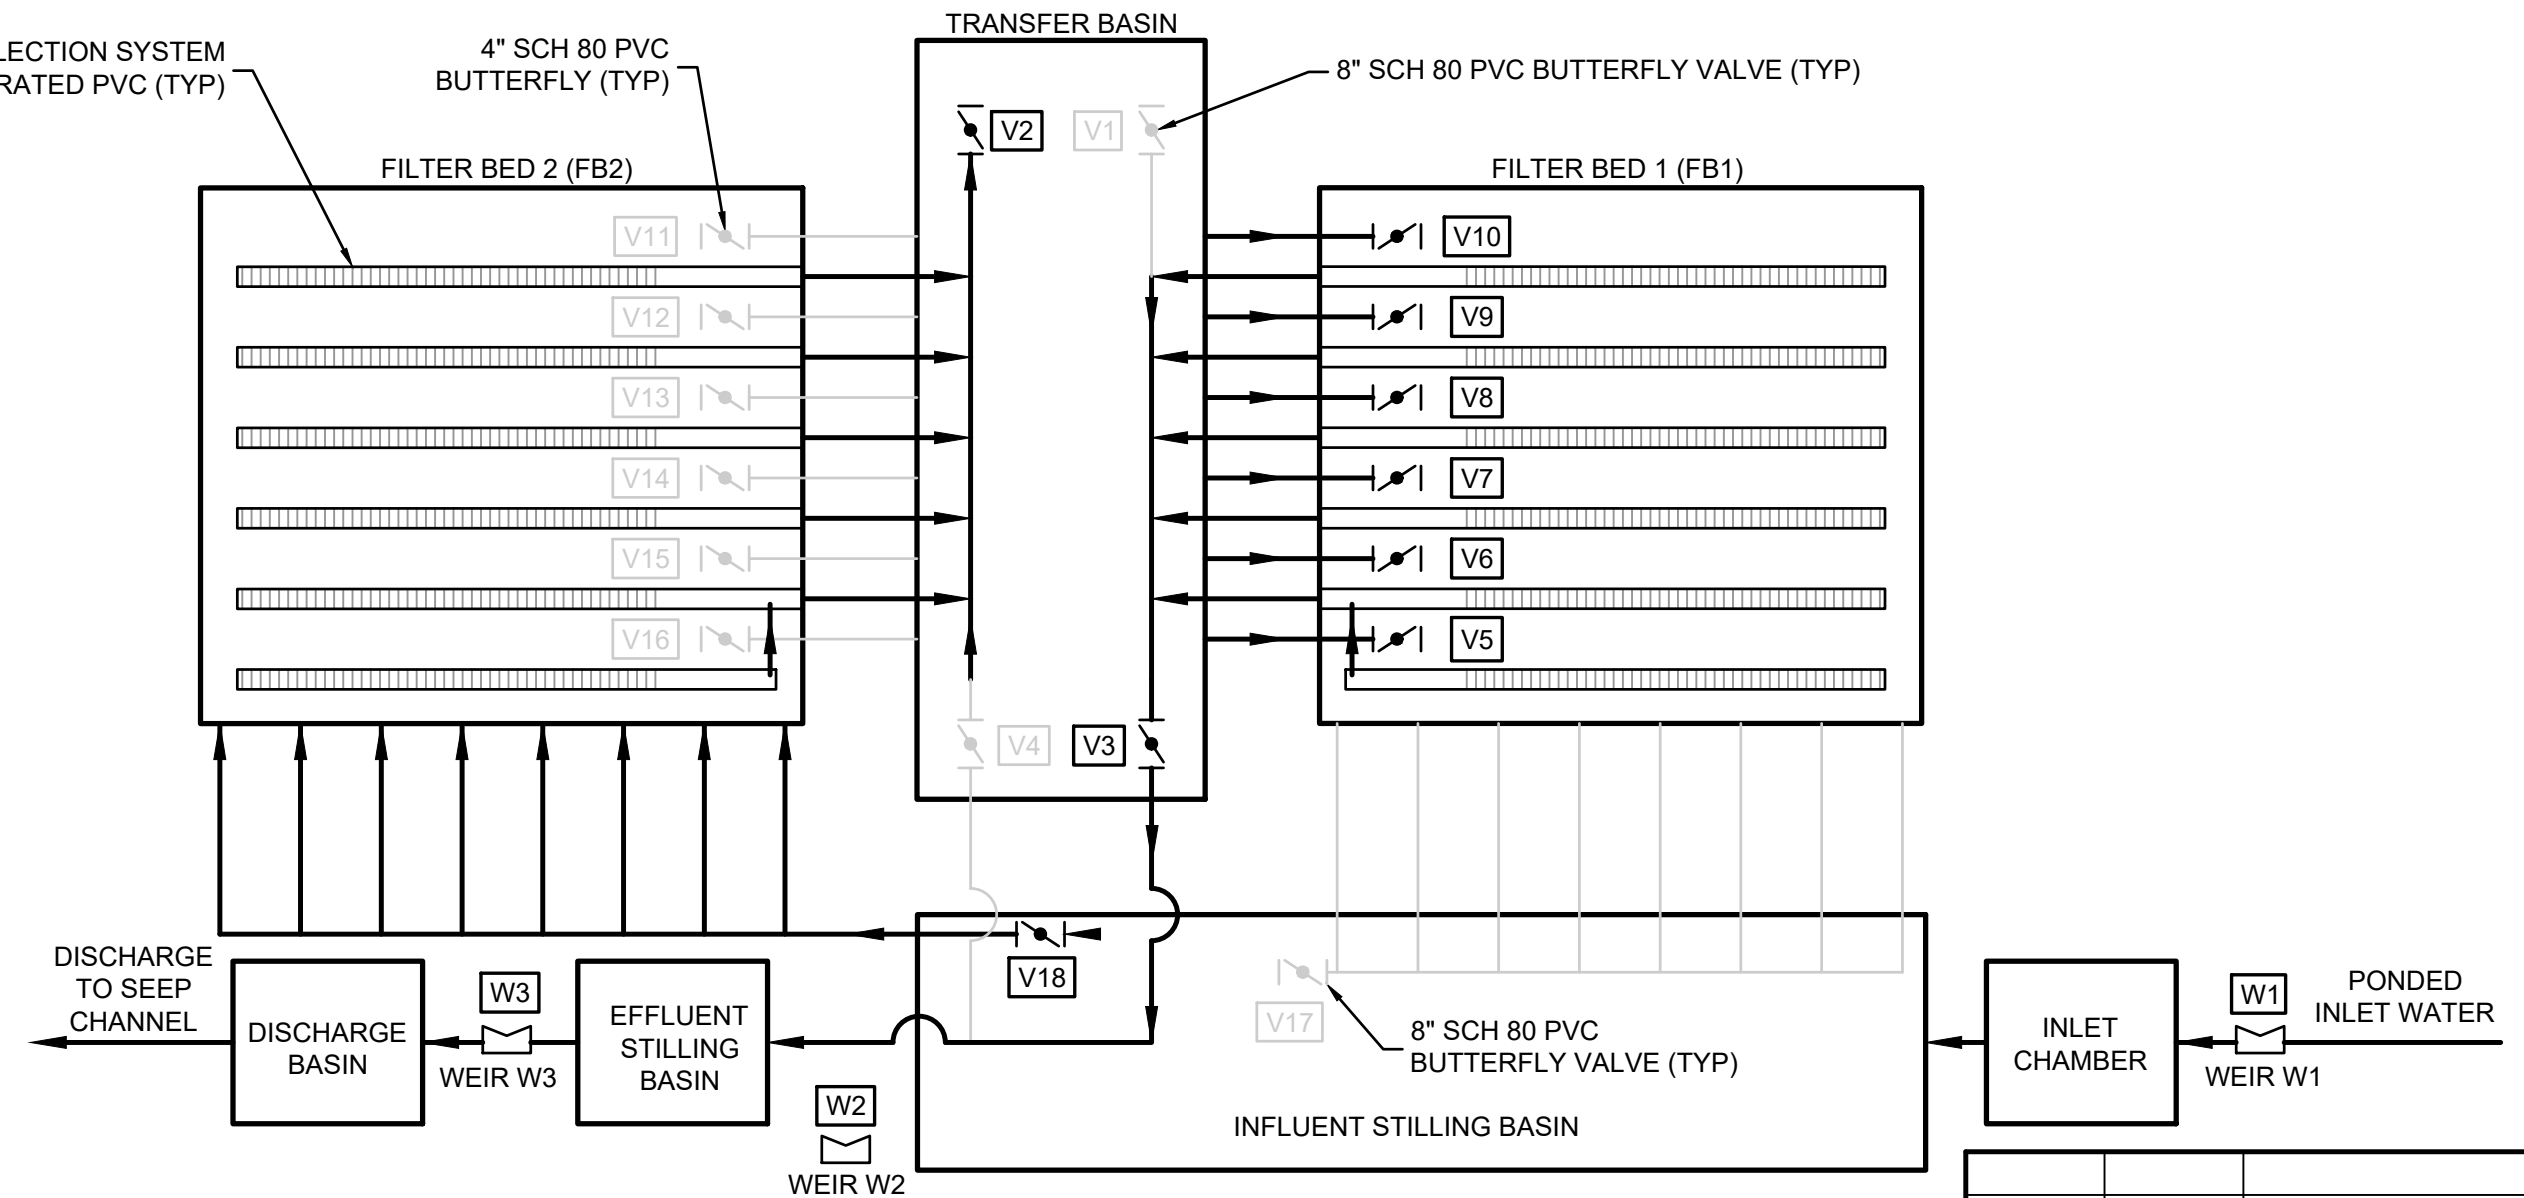 TRANSFER BASIN
LECTION SYSTEM
RATED PVC (TYP)
4" SCH 80 PVC
BUTTERFLY (TYP)
8" SCH 80 PVC BUTTERFLY VALVE (TYP)
V2
V1
FILTER BED 2 (FB2)
FILTER BED 1 (FB1)
V11
V10
V12
V9
V13
V8
V14
V7
V15
V6
V16
V5
V4
V3
V18
V17
8" SCH 80 PVC
BUTTERFLY VALVE (TYP)
DISCHARGE
TO SEEP
CHANNEL
DISCHARGE
BASIN
W3
WEIR W3
EFFLUENT
STILLING
BASIN
W2
WEIR W2
INFLUENT STILLING BASIN
INLET
CHAMBER
W1
WEIR W1
PONDED
INLET WATER